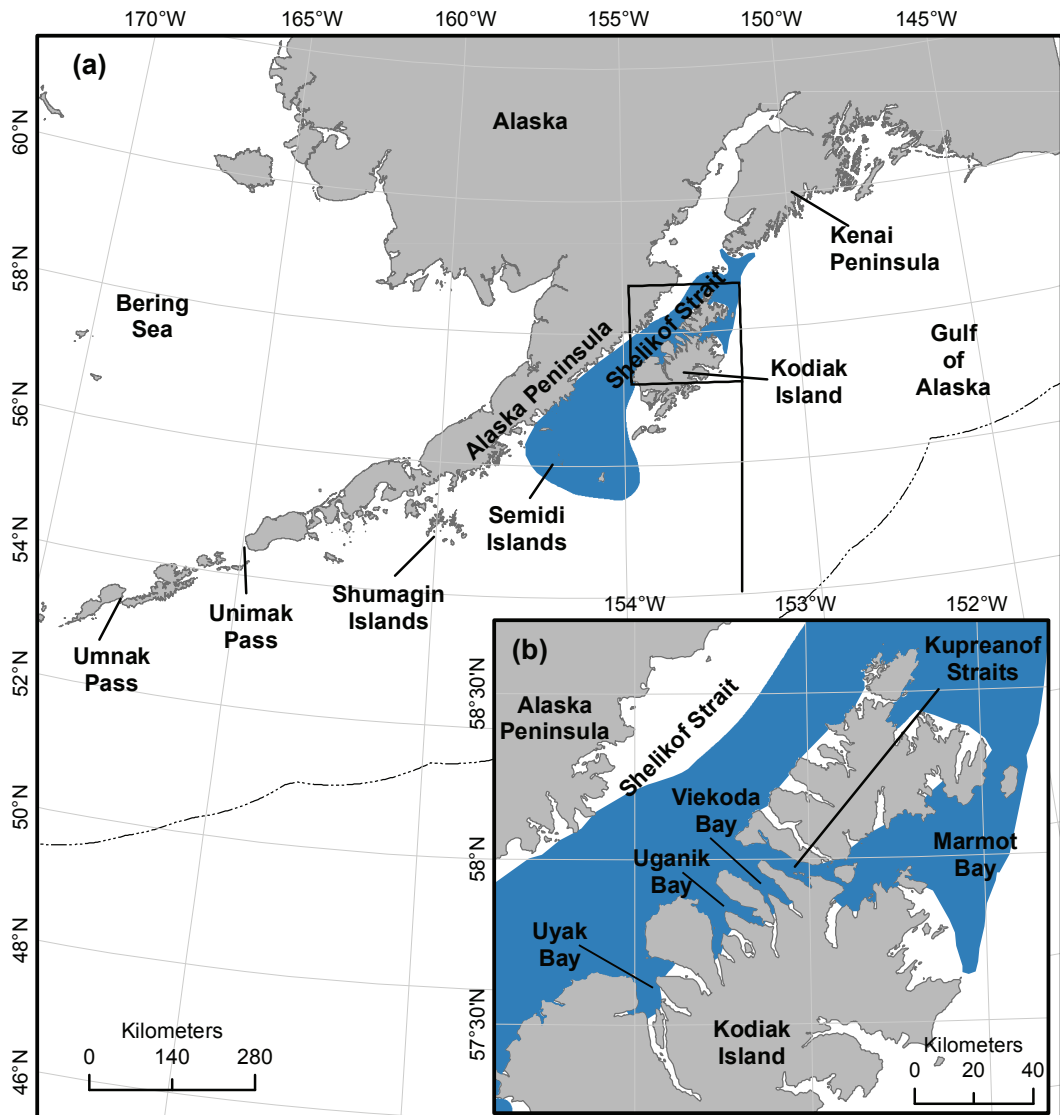 170°W
165°W
160°W
155°W
150°W
145°W
(a)
60°N
58°N
56°N
54°N
52°N
50°N
48°N
46°N
Alaska
Kenai
Peninsula
Bering
Sea
Shelikof Strait
Gulf
of
Alaska
Kodiak
Island
Alaska Peninsula
Semidi
Islands
Shumagin
Islands
Unimak
Pass
Umnak
Pass
Kilometers
0 140 280
154°W
153°W
152°W
(b)
Kupreanof
Straits
58°30'N
58°N
57°30'N
Alaska
Peninsula
Shelikof Strait
Viekoda
Bay
Uganik
Bay
Marmot
Bay
Uyak
Bay
Kodiak
Island
Kilometers
0 20 40